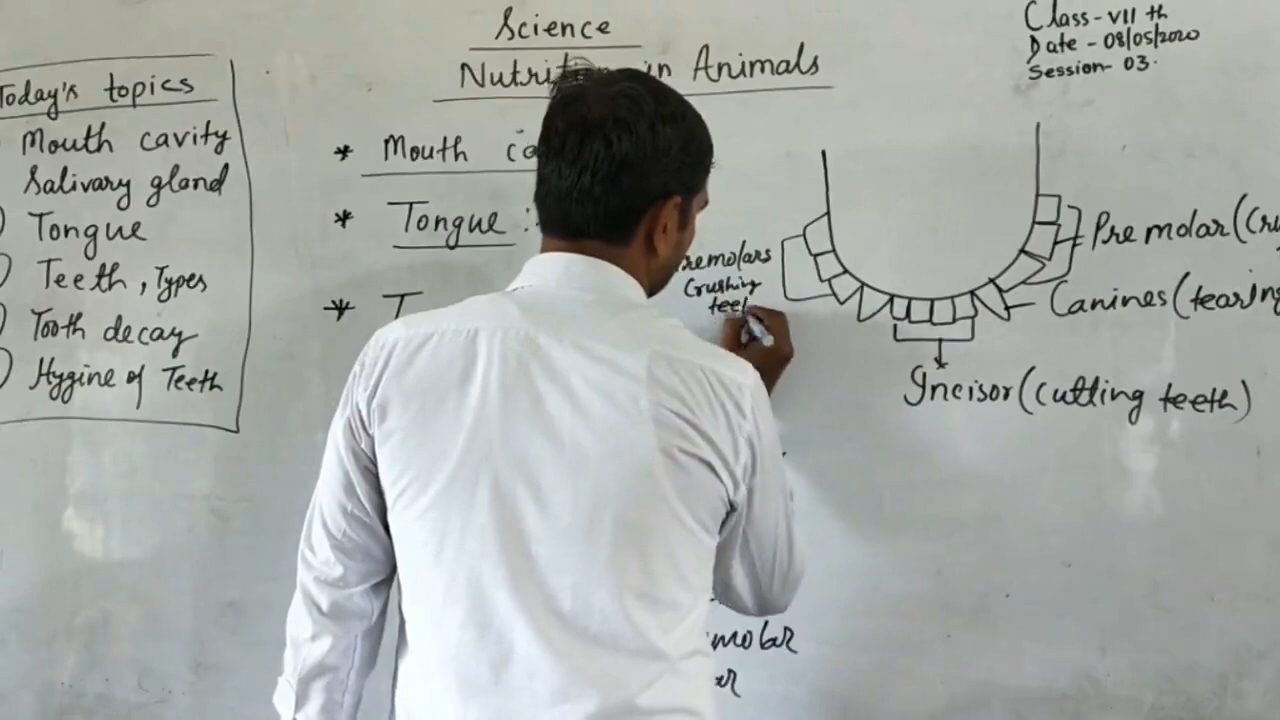 Science
Nutrition in Animals
Class-VII th
Date - 08/05/2020
Session- 03.
Today's topics
Mouth cavity
Salivary gland
Tongue
Teeth, Types
Tooth decay
Hygine of Teeth
* Mouth
* Tongue :
*
Premolars
Crushing
Premolar (
Canines (tearing
Incisor (cutting teeth)